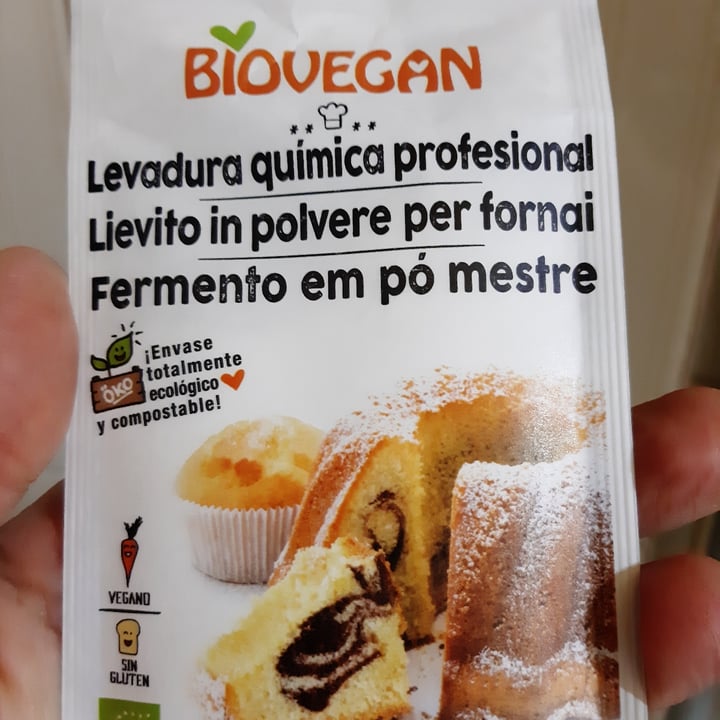 BIOVEGAN
Levadura química profesional
Lievito in polvere per fornai
Fermento em pó mestre
¡Envase
totalmente
ecológico
y compostable!
ÖKO
VEGANO
SIN
GLUTEN